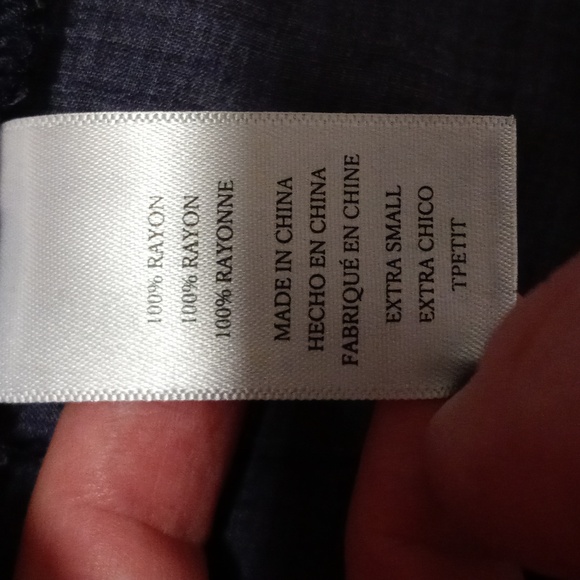 100% RAYON
100% RAYON
100% RAYONNE
MADE IN CHINA
HECHO EN CHINA
FABRIQUÉ EN CHINE
EXTRA SMALL
EXTRA CHICO
TPETIT